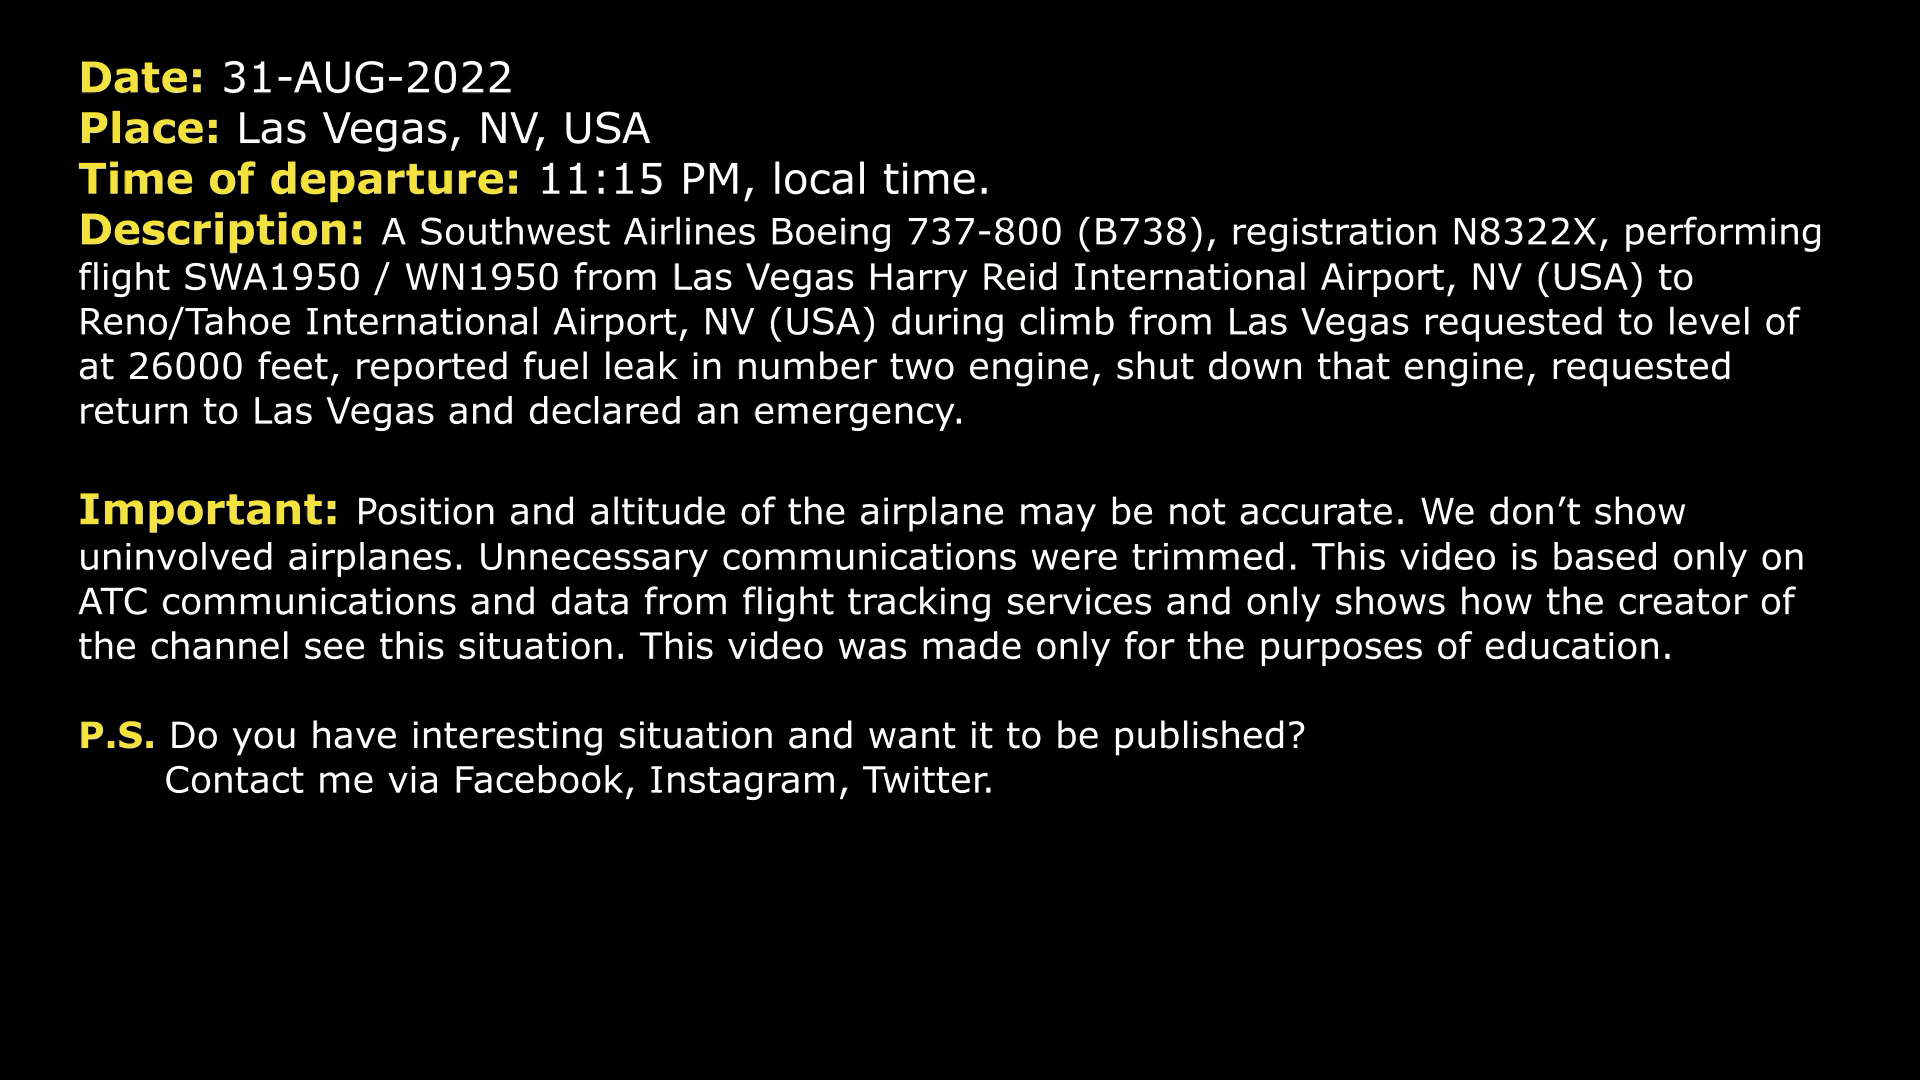 Date: 31-AUG-2022
Place: Las Vegas, NV, USA
Time of departure: 11:15 PM, local time.
Description: A Southwest Airlines Boeing 737-800 (B738), registration N8322X, performing
flight SWA1950 / WN1950 from Las Vegas Harry Reid International Airport, NV (USA) to
Reno/Tahoe International Airport, NV (USA) during climb from Las Vegas requested to level of
at 26000 feet, reported fuel leak in number two engine, shut down that engine, requested
return to Las Vegas and declared an emergency.
Important: Position and altitude of the airplane may be not accurate. We don’t show
uninvolved airplanes. Unnecessary communications were trimmed. This video is based only on
ATC communications and data from flight tracking services and only shows how the creator of
the channel see this situation. This video was made only for the purposes of education.
P.S. Do you have interesting situation and want it to be published?
Contact me via Facebook, Instagram, Twitter.